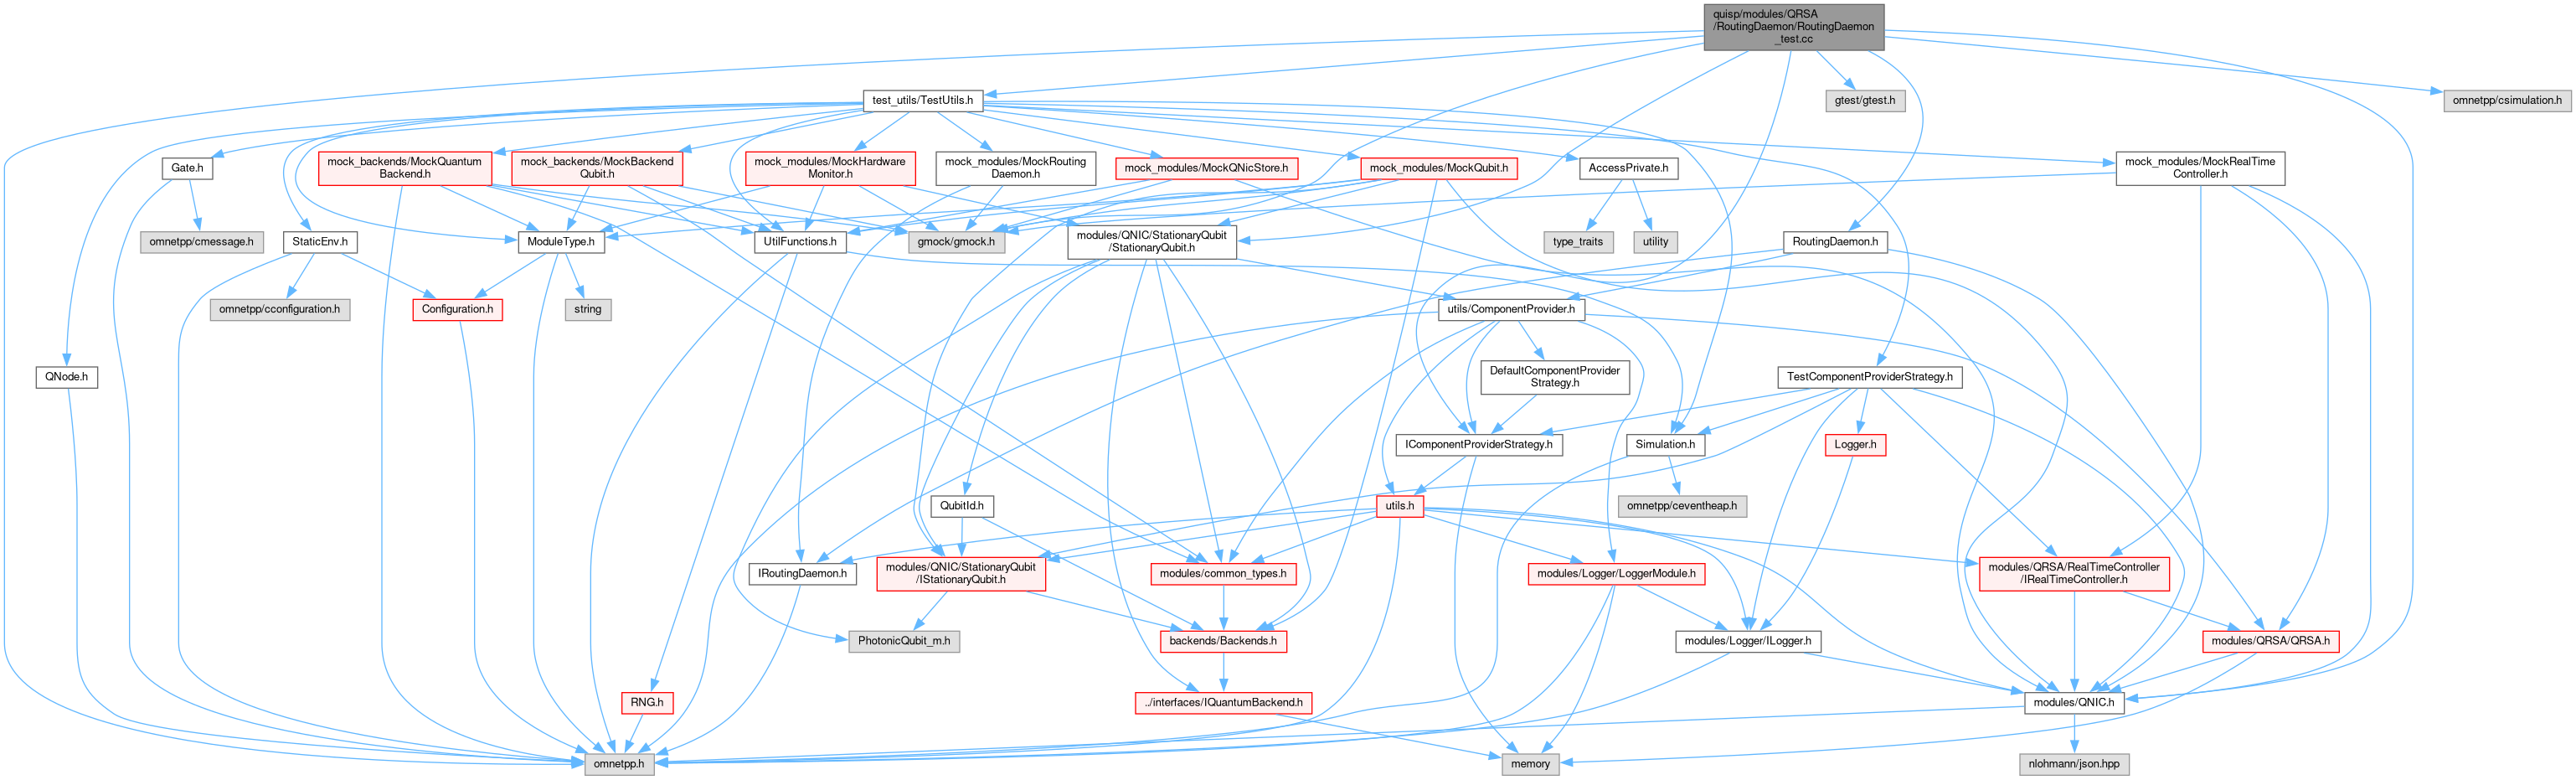 quisp/modules/QRSA
/RoutingDaemon/RoutingDaemon
_test.cc
test_utils/TestUtils.h
gtest/gtest.h
omnetpp/csimulation.h
Gate.h
mock_backends/MockQuantum
Backend.h
mock_backends/MockBackend
Qubit.h
mock_modules/MockHardware
Monitor.h
mock_modules/MockRouting
Daemon.h
mock_modules/MockQNicStore.h
mock_modules/MockQubit.h
AccessPrivate.h
mock_modules/MockRealTime
Controller.h
omnetpp/cmessage.h
StaticEnv.h
ModuleType.h
UtilFunctions.h
gmock/gmock.h
modules/QNIC/StationaryQubit
/StationaryQubit.h
type_traits
utility
RoutingDaemon.h
omnetpp/cconfiguration.h
Configuration.h
string
utils/ComponentProvider.h
QNode.h
DefaultComponentProvider
Strategy.h
TestComponentProviderStrategy.h
IComponentProviderStrategy.h
Simulation.h
Logger.h
QubitId.h
utils.h
omnetpp/ceventheap.h
IRoutingDaemon.h
modules/QNIC/StationaryQubit
/IStationaryQubit.h
modules/common_types.h
modules/Logger/LoggerModule.h
modules/QRSA/RealTimeController
/IRealTimeController.h
PhotonicQubit_m.h
backends/Backends.h
modules/Logger/ILogger.h
modules/QRSA/QRSA.h
RNG.h
../interfaces/IQuantumBackend.h
modules/QNIC.h
omnetpp.h
memory
nlohmann/json.hpp